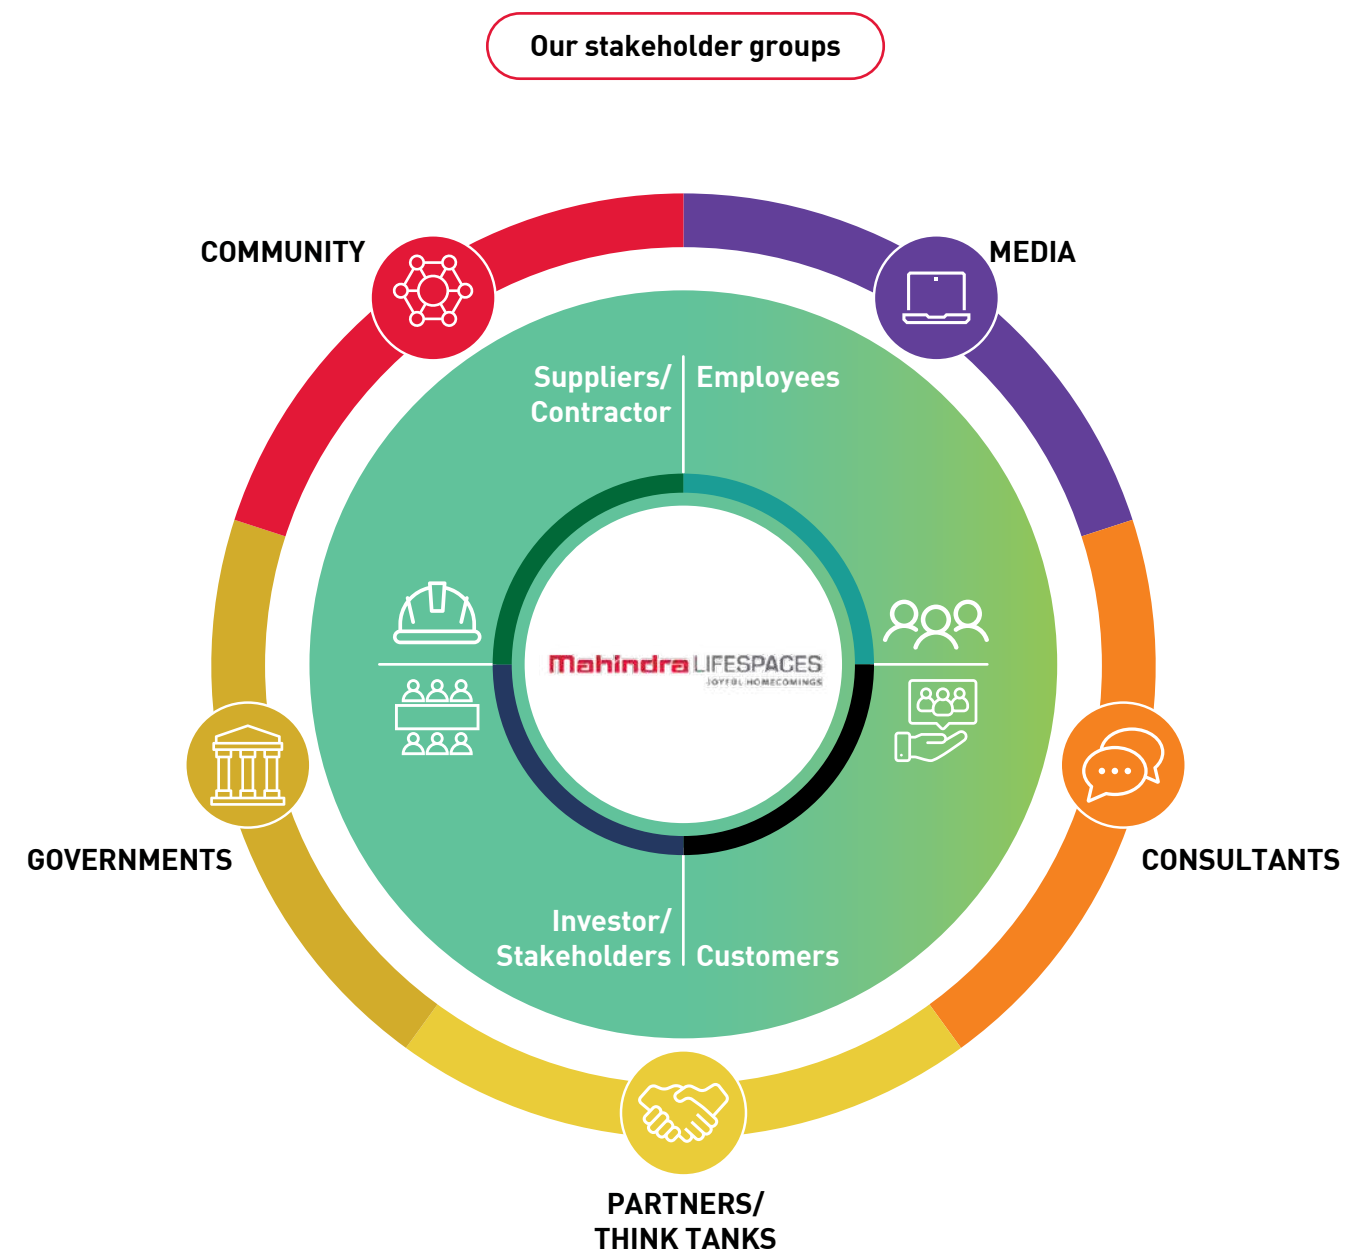 Our stakeholder groups
COMMUNITY
MEDIA
Suppliers/
Contractor
Employees
Mahindra LIFESPACES
JOYFUL HOMECOMINGS
GOVERNMENTS
CONSULTANTS
Investor/
Stakeholders
Customers
PARTNERS/
THINK TANKS